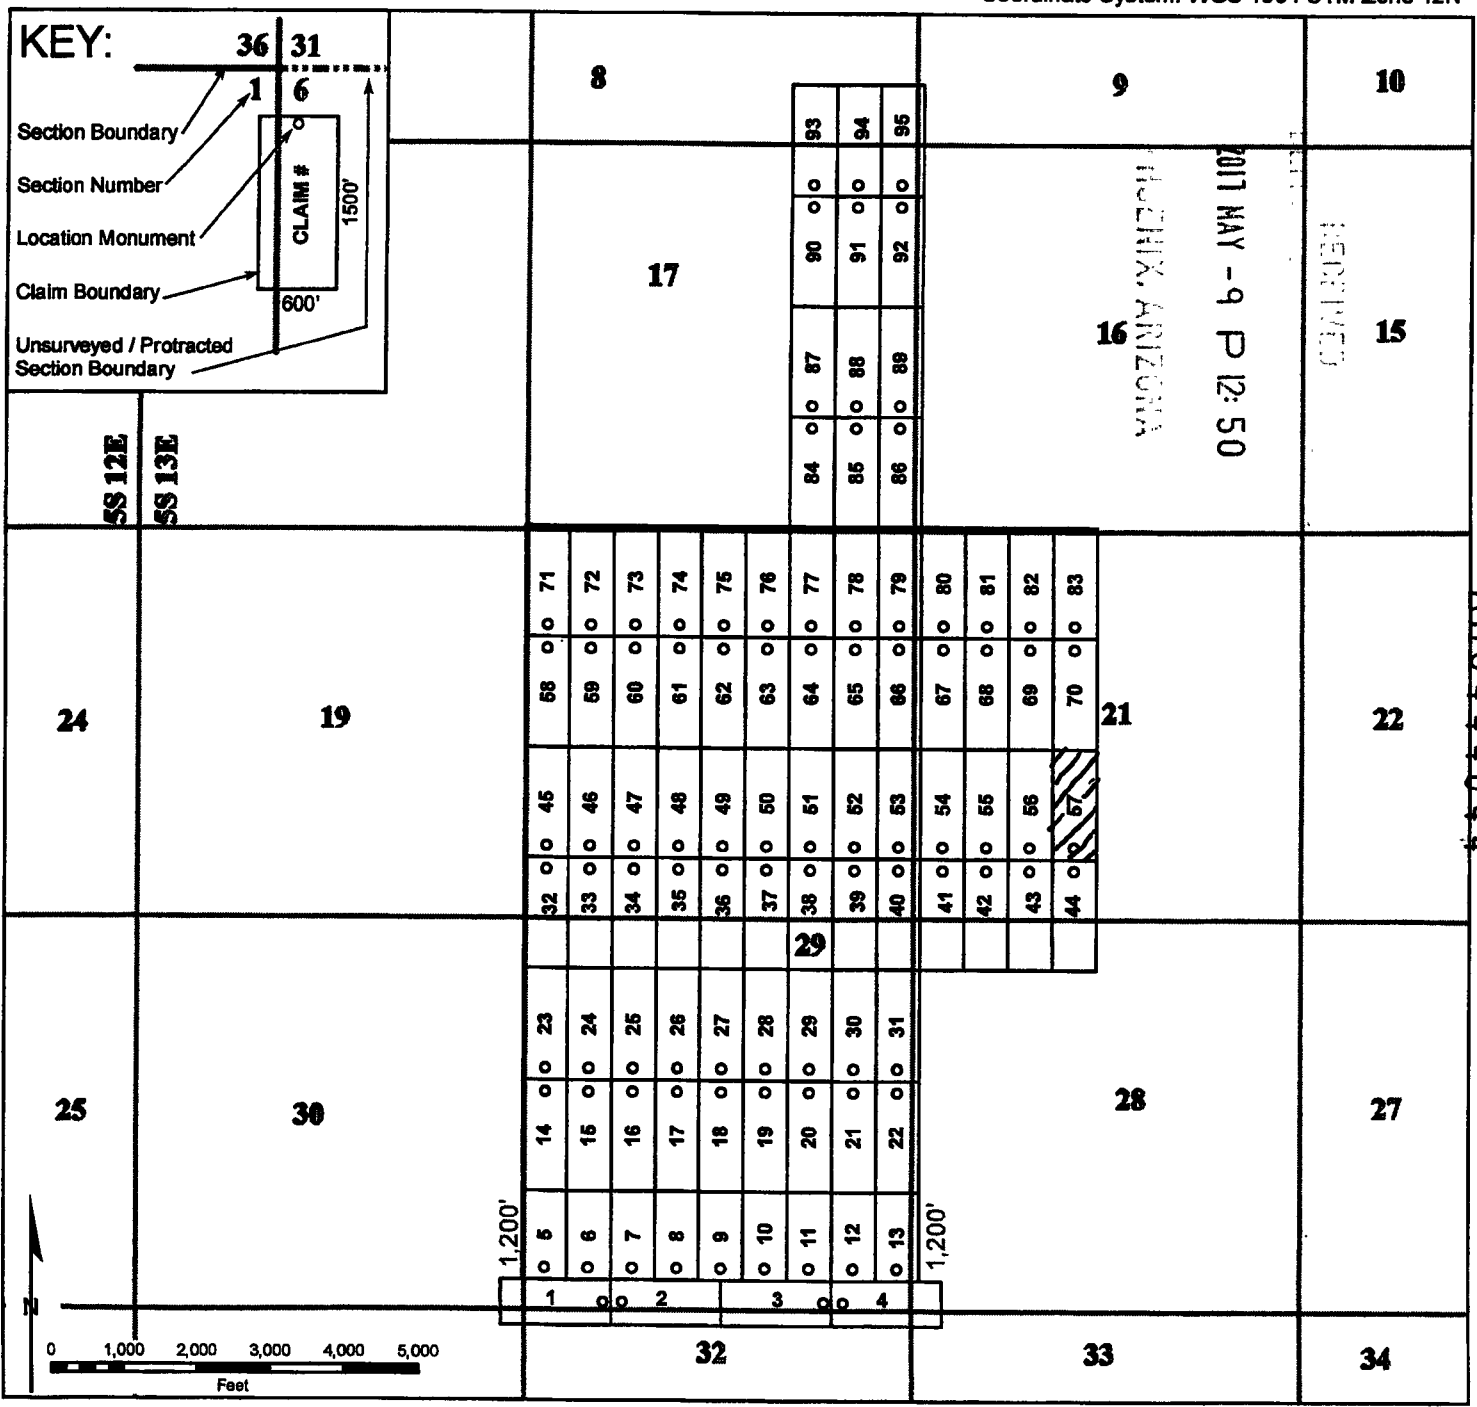 KEY:
36 31
1 6
Section Boundary
Section Number
Location Monument
Claim Boundary
Unsurveyed / Protracted
Section Boundary
CLAIM #
1500'
600'
8
9
10
93 94 95
17
90 91 92
16
15
87 88 89
84 85 86
2017 MAY -9 P 12: 50
RECEIVED
ARIZONA
5S 12E
5S 13E
71 72 73 74 75 76 77 78 79 80 81 82 83
24
19
58 59 60 61 62 63 64 65 66 67 68 69 70
21
22
45 46 47 48 49 50 51 52 53 54 55 56 57
32 33 34 35 36 37 38 39 40 41 42 43 44
29
23 24 25 26 27 28 29 30 31
25
30
28
27
14 15 16 17 18 19 20 21 22
1,200'
5 6 7 8 9 10 11 12 13
1,200'
1 2 3 4
N
32
33
34
0 1,000 2,000 3,000 4,000 5,000
Feet